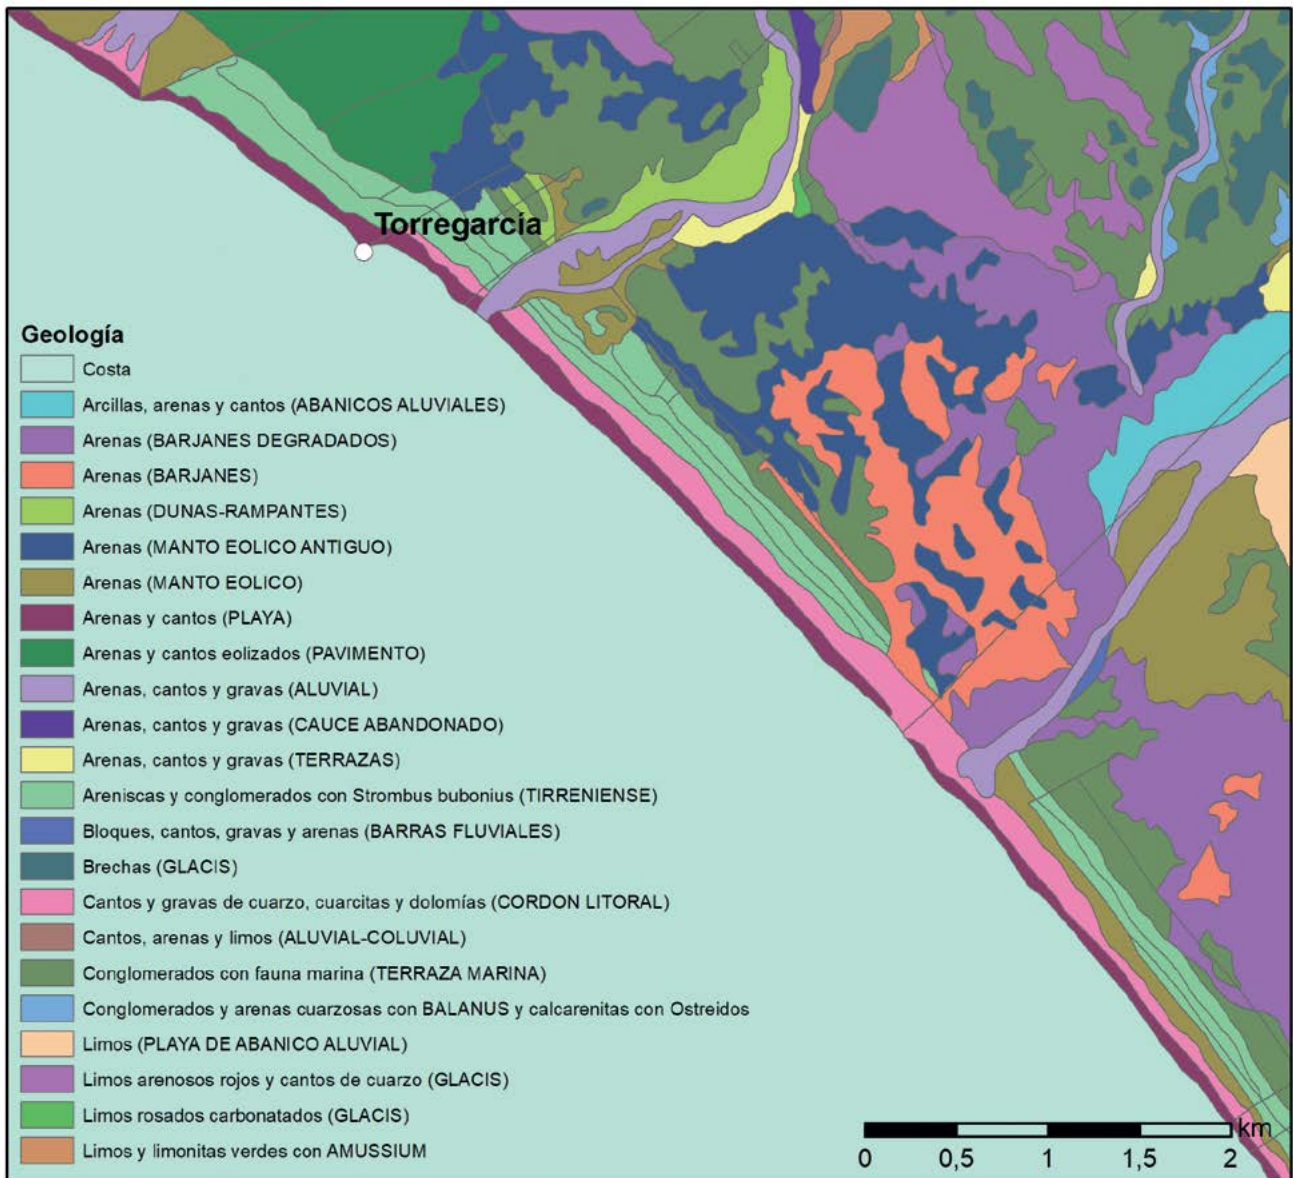 Torregarcía
Geología
Costa
Arcillas, arenas y cantos (ABANICOS ALUVIALES)
Arenas (BARJANES DEGRADADOS)
Arenas (BARJANES)
Arenas (DUNAS-RAMPANTES)
Arenas (MANTO EOLICO ANTIGUO)
Arenas (MANTO EOLICO)
Arenas y cantos (PLAYA)
Arenas y cantos eolizados (PAVIMENTO)
Arenas, cantos y gravas (ALUVIAL)
Arenas, cantos y gravas (CAUCE ABANDONADO)
Arenas, cantos y gravas (TERRAZAS)
Areniscas y conglomerados con Strombus bubonius (TIRRENIENSE)
Bloques, cantos, gravas y arenas (BARRAS FLUVIALES)
Brechas (GLACIS)
Cantos y gravas de cuarzo, cuarcitas y dolomías (CORDON LITORAL)
Cantos, arenas y limos (ALUVIAL-COLUVIAL)
Conglomerados con fauna marina (TERRAZA MARINA)
Conglomerados y arenas cuarzosas con BALANUS y calcarenitas con Ostreidos
Limos (PLAYA DE ABANICO ALUVIAL)
Limos arenosos rojos y cantos de cuarzo (GLACIS)
Limos rosados carbonatados (GLACIS)
Limos y limonitas verdes con AMUSSIUM
km
0 0,5 1 1,5 2